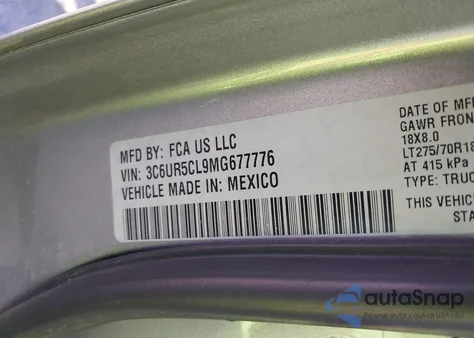 MFD BY: FCA US LLC
VIN: 3C6UR5CL9MG677776
VEHICLE MADE IN: MEXICO
DATE OF MF
GAWR FRON
18X8.0
LT275/70R18
AT 415 kPa
TYPE: TRUC
THIS VEHIC
STA
autaSnap